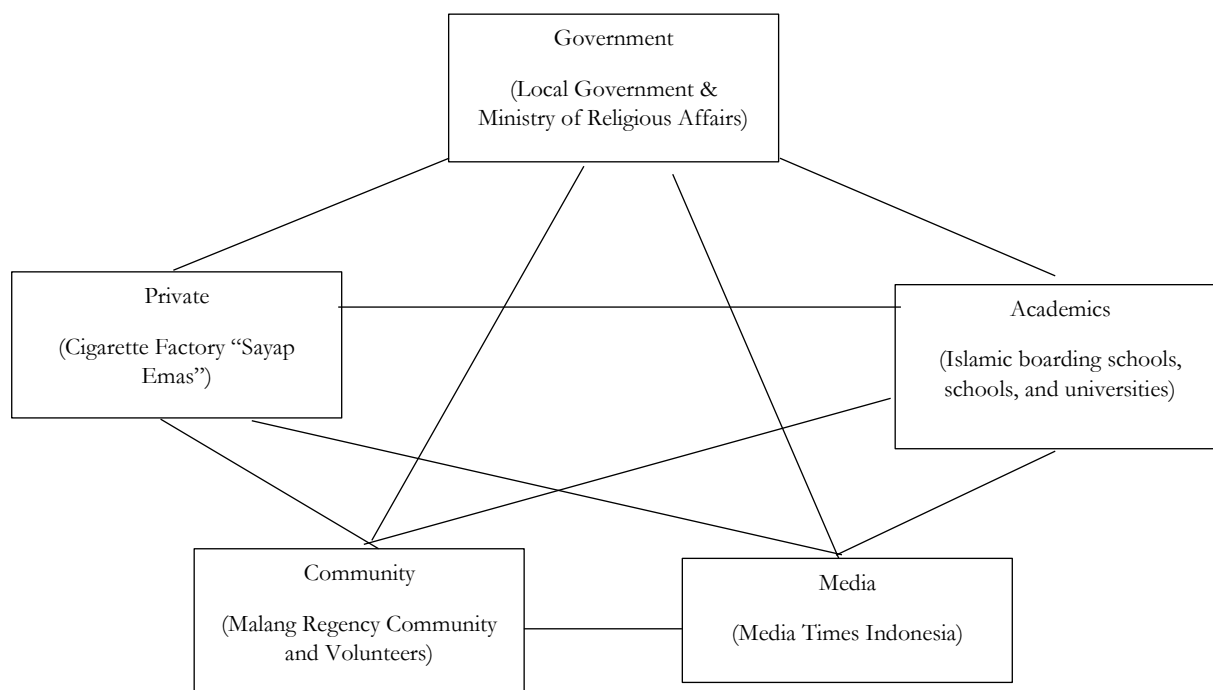 Government
(Local Government &
Ministry of Religious Affairs)
Private
(Cigarette Factory “Sayap
Emas”)
Academics
(Islamic boarding schools,
schools, and universities)
Community
(Malang Regency Community
and Volunteers)
Media
(Media Times Indonesia)